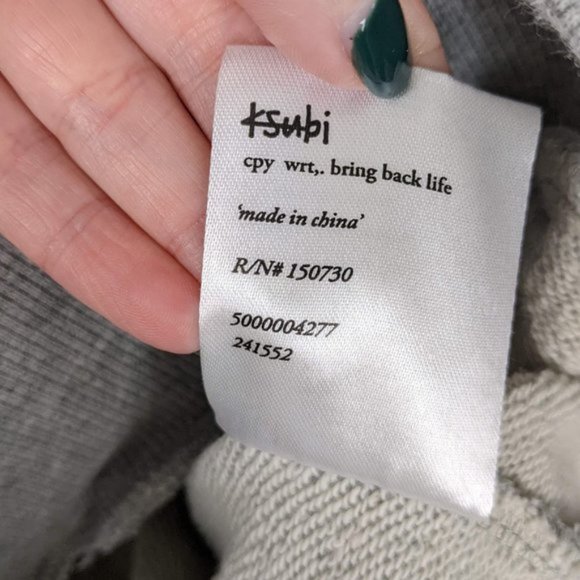 ksubi
cpy wrt,. bring back life
'made in china'
R/N# 150730
5000004277
241552